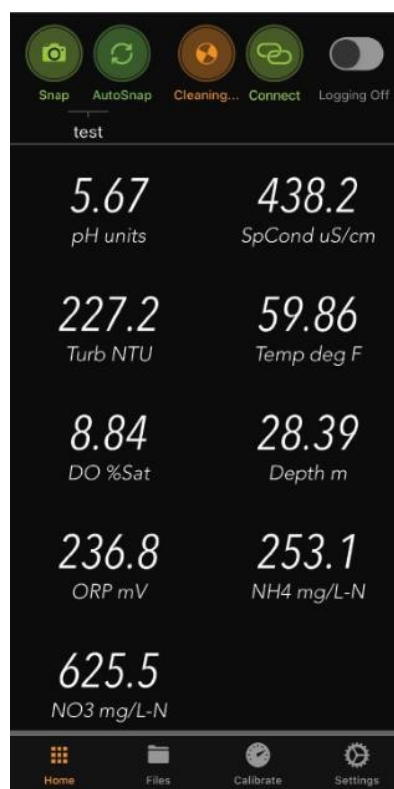 Snap AutoSnap Cleaning... Connect Logging Off
test
5.67 438.2
pH units SpCond uS/cm
227.2 59.86
Turb NTU Temp deg F
8.84 28.39
DO %Sat Depth m
236.8 253.1
ORP mV NH4 mg/L-N
625.5
NO3 mg/L-N
Home Files Calibrate Settings